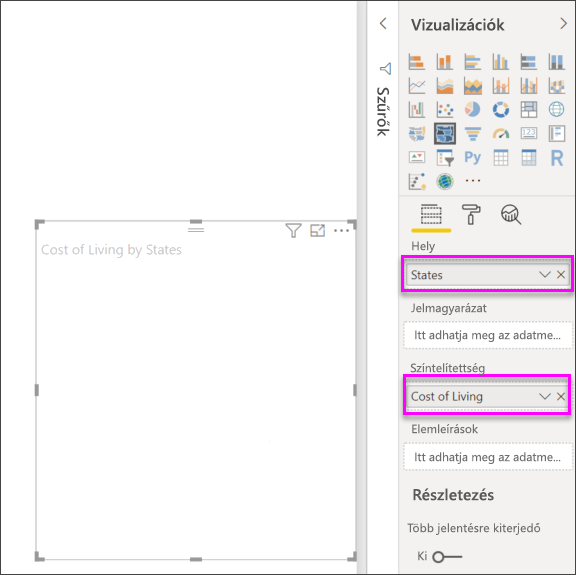 Cost of Living by States
Szűrők
Vizualizációk
123
Py
R
Hely
States
Jelmagyarázat
Itt adhatja meg az adatme...
Színtelítettség
Cost of Living
Elemleírások
Itt adhatja meg az adatme...
Részletezés
Több jelentésre kiterjedő
Ki